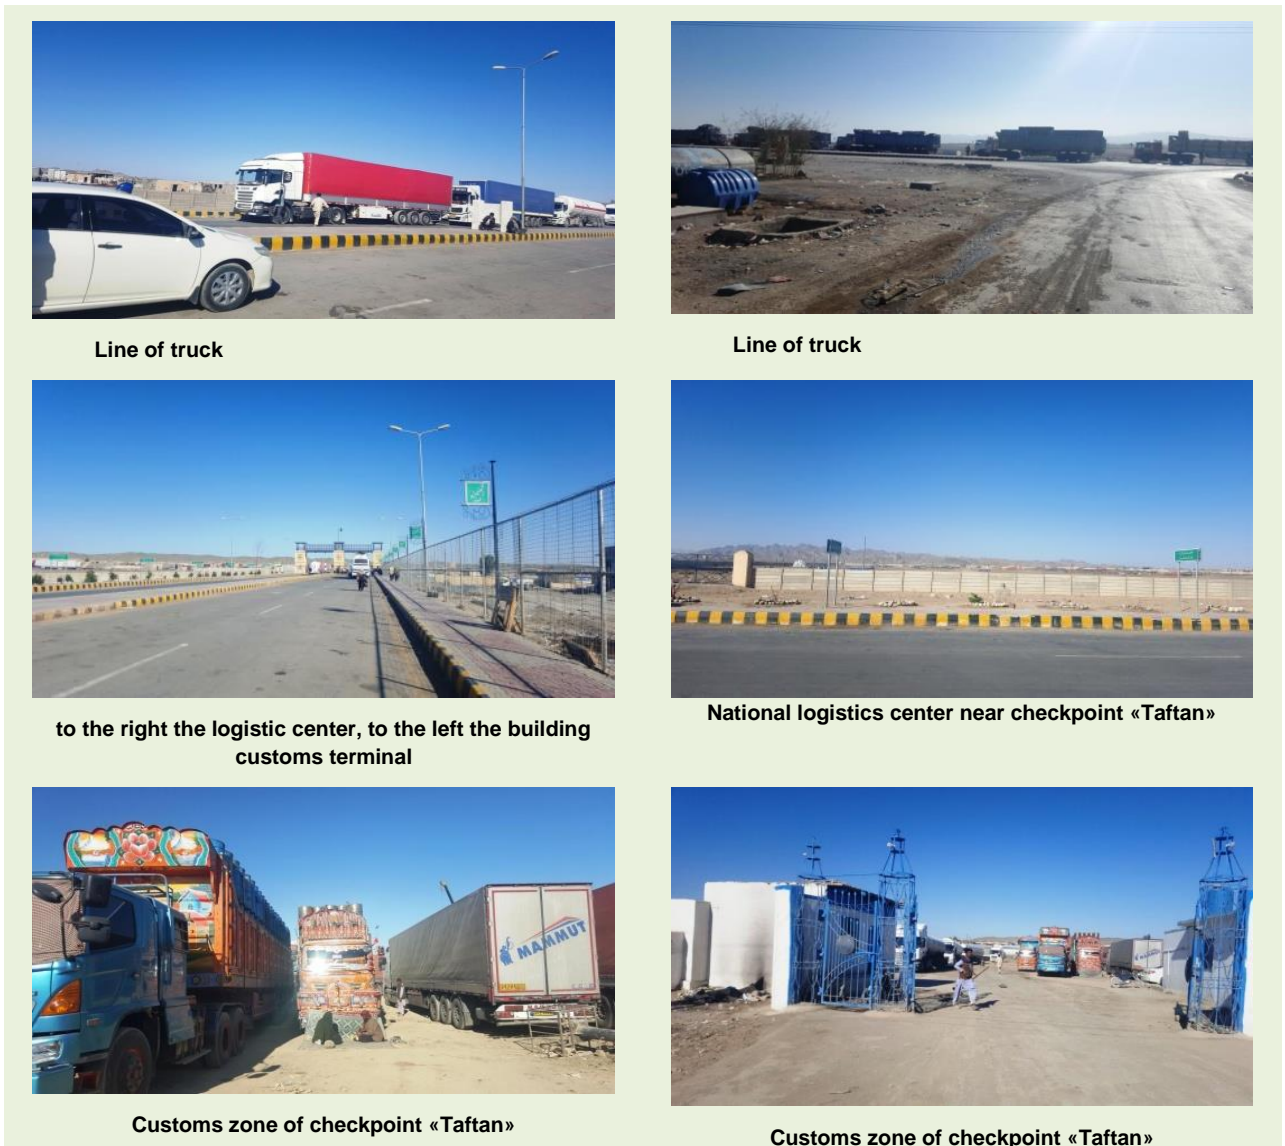 Line of truck
Line of truck
to the right the logistic center, to the left the building
customs terminal
National logistics center near checkpoint «Taftan»
MAMMUT
Customs zone of checkpoint «Taftan»
Customs zone of checkpoint «Taftan»